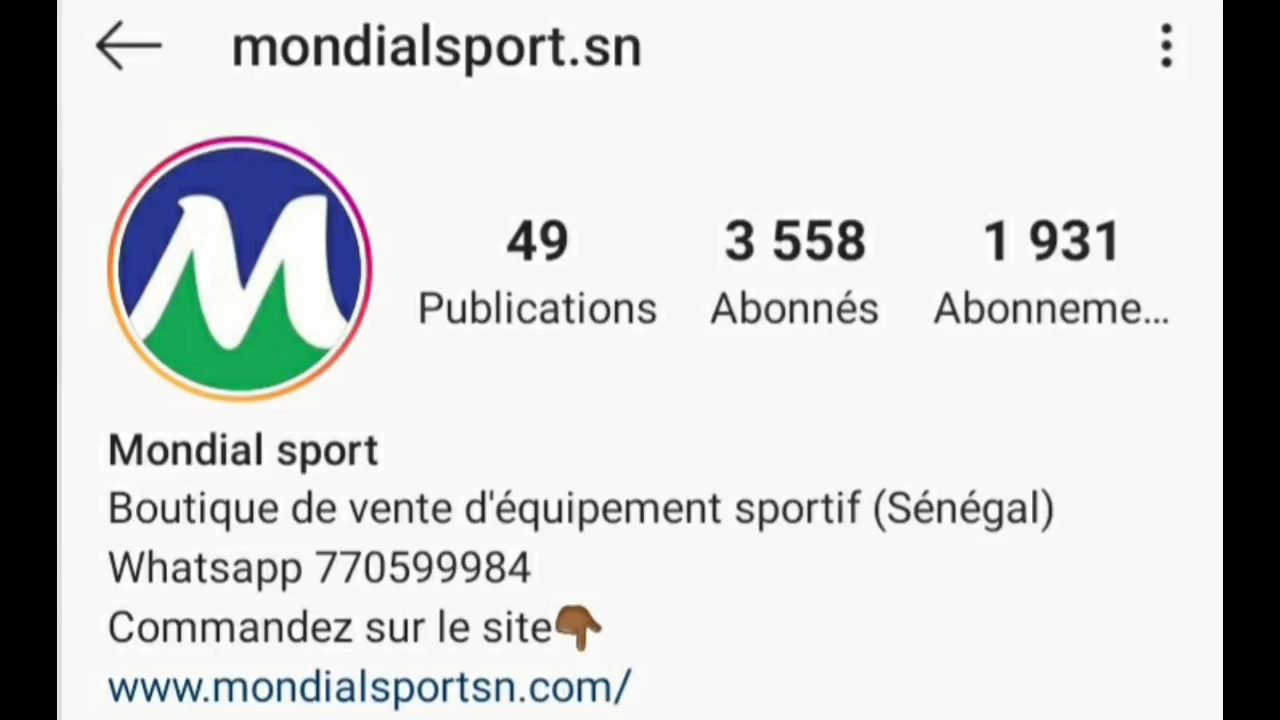 mondialsport.sn
49 3 558 1 931
Publications Abonnés Abonneme...
Mondial sport
Boutique de vente d'équipement sportif (Sénégal)
Whatsapp 770599984
Commandez sur le site👇🏾
www.mondialsportsn.com/